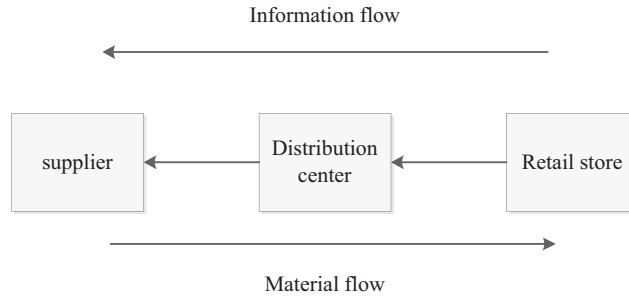 Information flow
supplier
Distribution
center
Retail store
Material flow